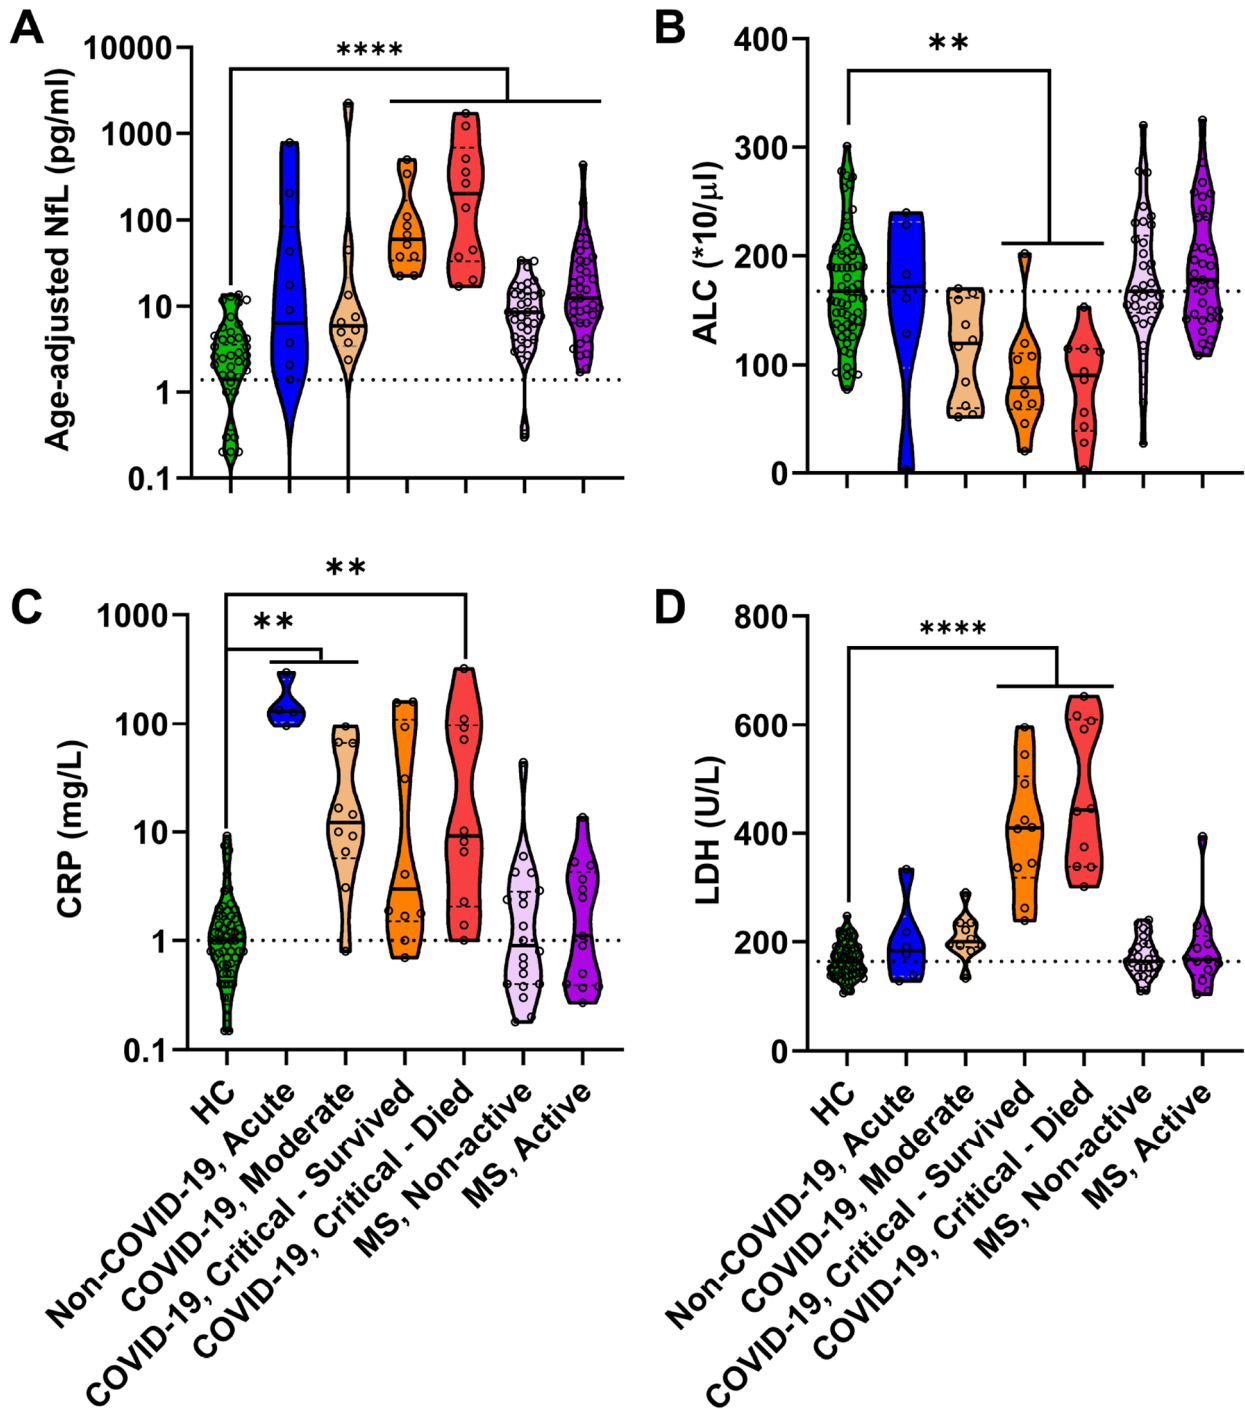 A
Age-adjusted NfL (pg/ml)
10000
1000
100
10
1
0.1
****
B
ALC (*10/µl)
400
300
200
100
0
**
C
CRP (mg/L)
1000
100
10
1
0.1
**
**
HC
Non-COVID-19, Acute
COVID-19, Moderate
COVID-19, Critical - Survived
COVID-19, Critical - Died
MS, Non-active
MS, Active
D
LDH (U/L)
800
600
400
200
0
****
HC
Non-COVID-19, Acute
COVID-19, Moderate
COVID-19, Critical - Survived
COVID-19, Critical - Died
MS, Non-active
MS, Active